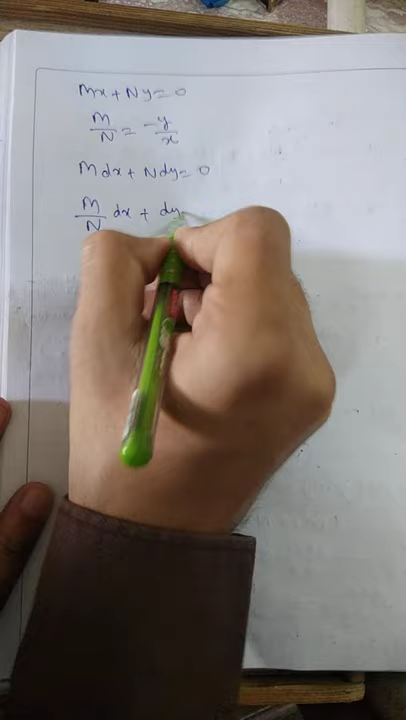 Mx + Ny = 0
M/N = -y/x
Mdx + Ndy = 0
M/N dx + dy